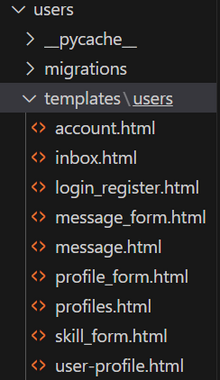 users
__pycache__
migrations
templates\users
account.html
inbox.html
login_register.html
message_form.html
message.html
profile_form.html
profiles.html
skill_form.html
user-profile.html